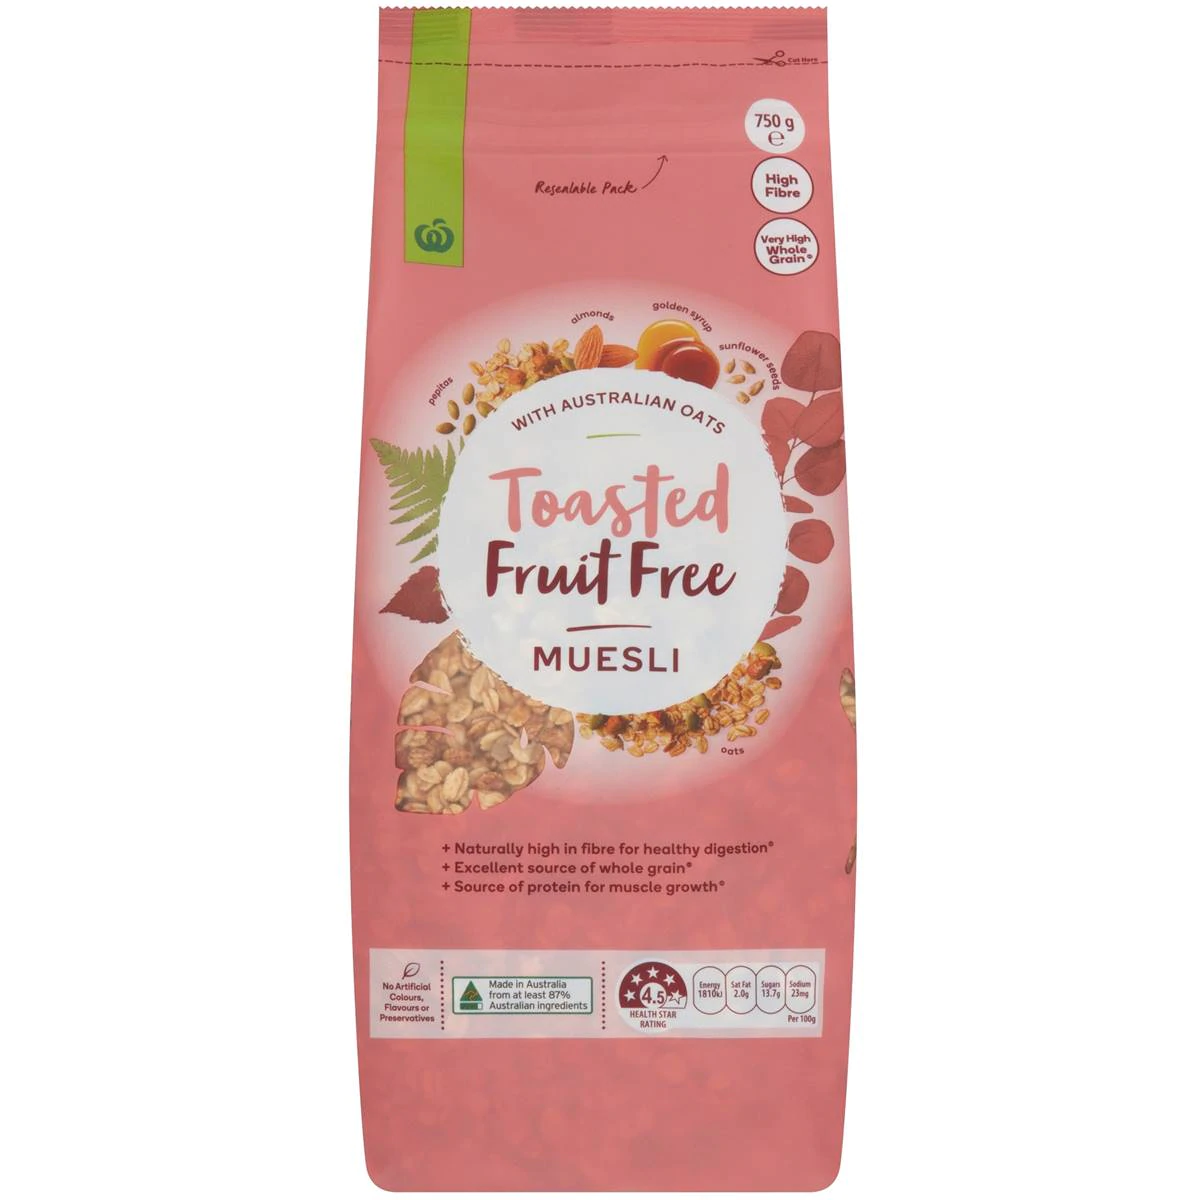 Cut Here
750 g
e
High
Fibre
Resealable Pack
Very High
Whole
Grain
almonds
golden syrup
sunflower seeds
pepitas
WITH AUSTRALIAN OATS
Toasted
Fruit Free
MUESLI
oats
+ Naturally high in fibre for healthy digestion
+ Excellent source of whole grain
+ Source of protein for muscle growth
No Artificial
Colours,
Flavours or
Preservatives
Made in Australia
from at least 87%
Australian ingredients
4.5
HEALTH STAR
RATING
Energy
1810kJ
Sat Fat
2.0g
Sugars
13.7g
Sodium
23mg
Per 100g